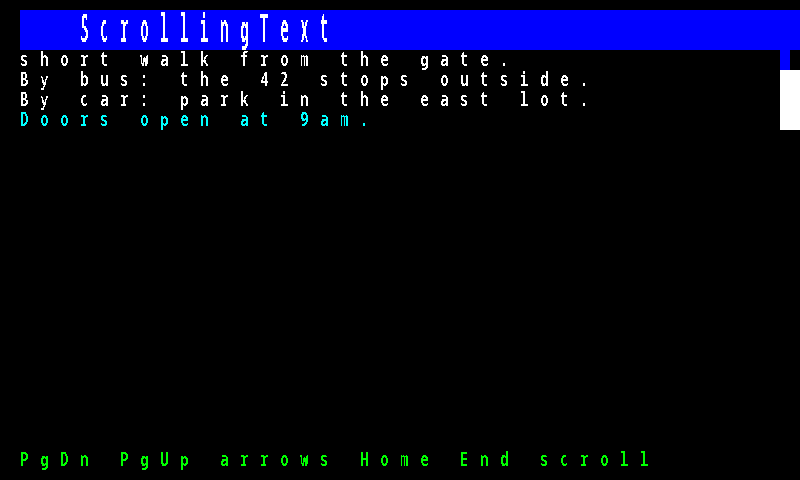 ScrollingText
short walk from the gate.
By bus: the 42 stops outside.
By car: park in the east lot.
Doors open at 9am.
PgDn PgUp arrows Home End scroll